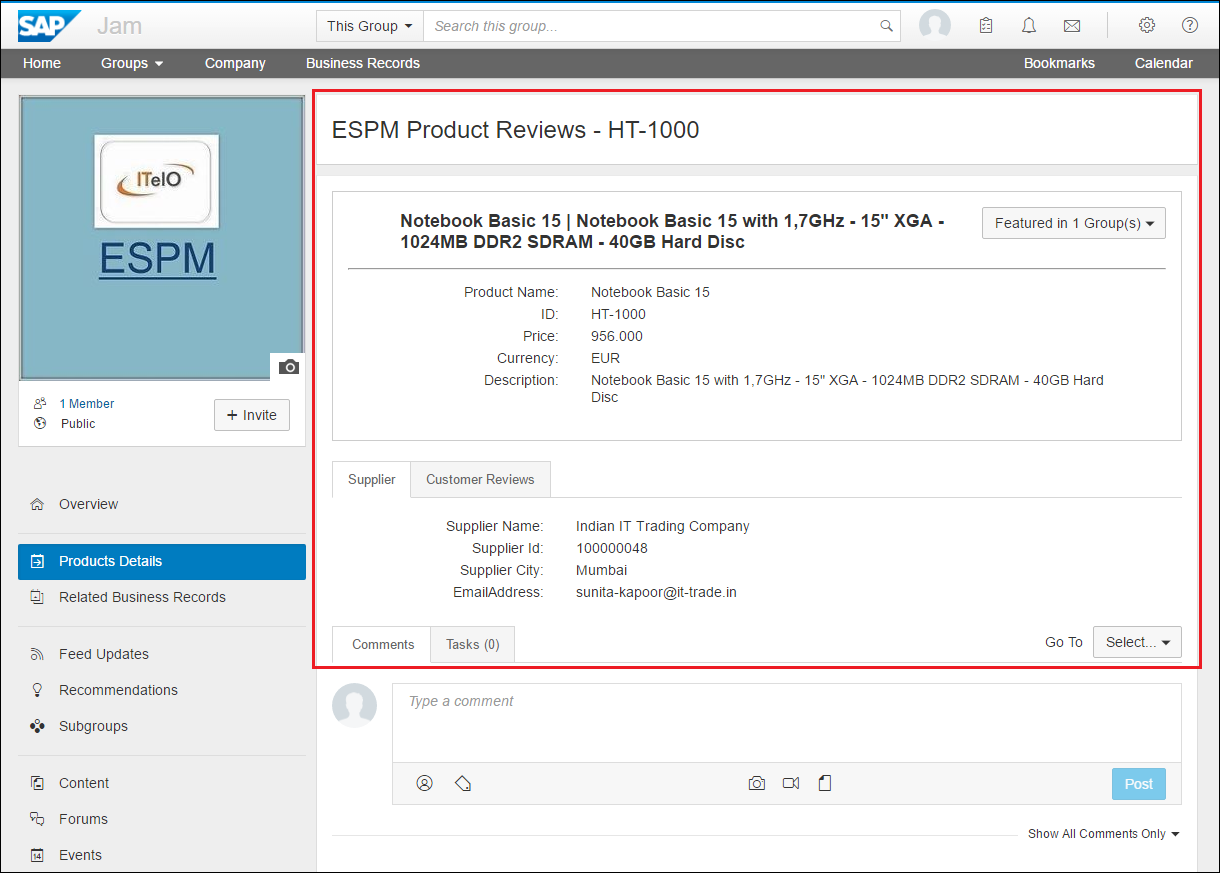 SAP Jam
This Group
Search this group...
Home
Groups
Company
Business Records
Bookmarks
Calendar
ITelO
ESPM
1 Member
Public
+ Invite
Overview
Products Details
Related Business Records
Feed Updates
Recommendations
Subgroups
Content
Forums
14 Events
ESPM Product Reviews - HT-1000
Notebook Basic 15 | Notebook Basic 15 with 1,7GHz - 15" XGA -
1024MB DDR2 SDRAM - 40GB Hard Disc
Featured in 1 Group(s)
Product Name: Notebook Basic 15
ID: HT-1000
Price: 956.000
Currency: EUR
Description: Notebook Basic 15 with 1,7GHz - 15" XGA - 1024MB DDR2 SDRAM - 40GB Hard
Disc
Supplier
Customer Reviews
Supplier Name: Indian IT Trading Company
Supplier Id: 100000048
Supplier City: Mumbai
EmailAddress: sunita-kapoor@it-trade.in
Comments
Tasks (0)
Go To
Select...
Type a comment
Post
Show All Comments Only